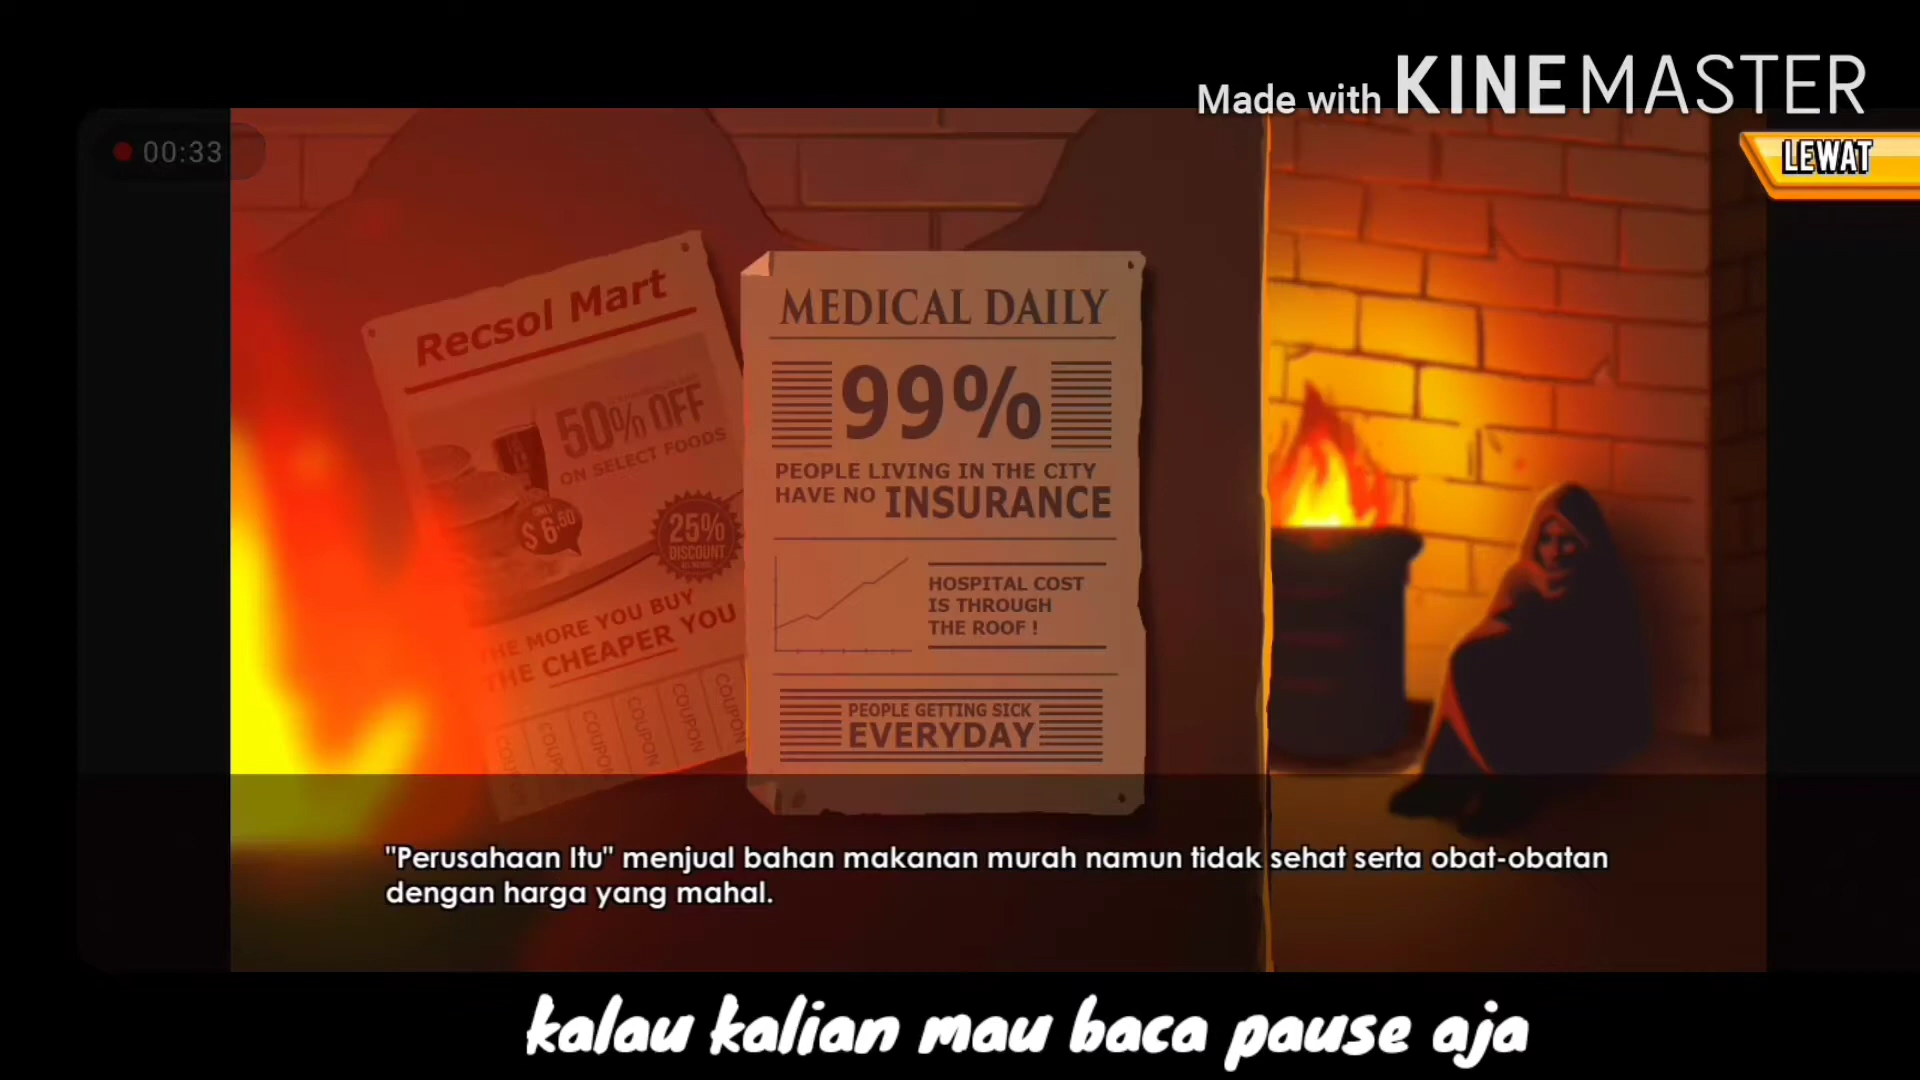 Made with KINEMASTER
00:33
LEWAT
Recsol Mart
50% OFF
ON SELECT FOODS
ONLY
$ 6.50
25%
DISCOUNT
THE MORE YOU BUY
THE CHEAPER YOU
COUPON COUPON COUPON COUPON COUPON COUPON
MEDICAL DAILY
99%
PEOPLE LIVING IN THE CITY
HAVE NO INSURANCE
HOSPITAL COST
IS THROUGH
THE ROOF !
PEOPLE GETTING SICK
EVERYDAY
"Perusahaan Itu" menjual bahan makanan murah namun tidak sehat serta obat-obatan
dengan harga yang mahal.
kalau kalian mau baca pause aja